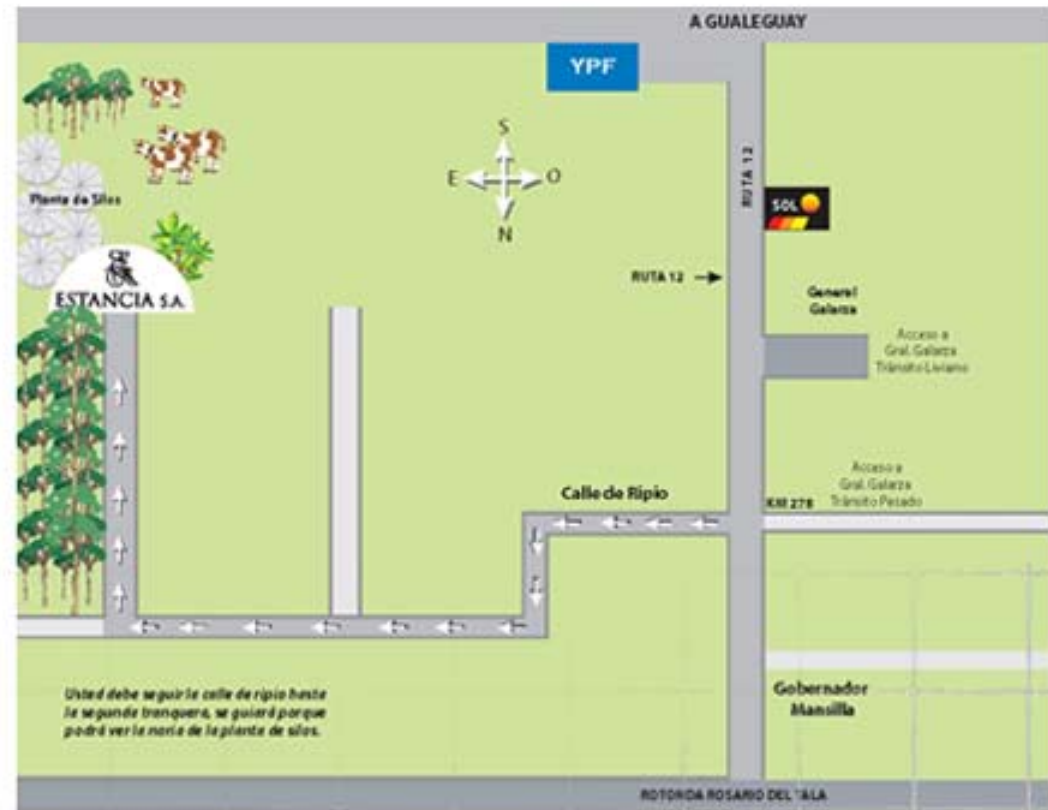 A GUALEGUAY
YPF
S
E
O
N
RUTA 12
SOL
Planta de Silos
ESTANCIA S.A.
RUTA 12
General
Galarza
Acceso a
Gral. Galarza
Tránsito Liviano
Acceso a
Gral. Galarza
Tránsito Pesado
Calle de Ripio
KM 278
Usted debe seguir la calle de ripio hasta
la segunda tranquera, se guiará porque
podrá ver la noria de la planta de silos.
Gobernador
Mansilla
ROTONDA ROSARIO DEL TALA